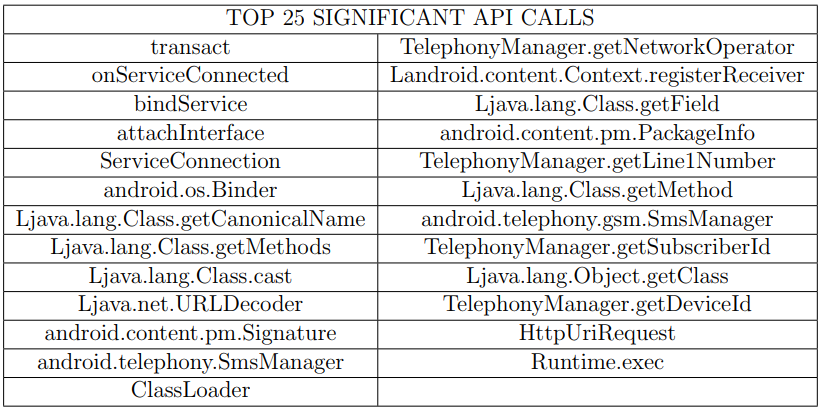 TOP 25 SIGNIFICANT API CALLS
transact TelephonyManager.getNetworkOperator
onServiceConnected Landroid.content.Context.registerReceiver
bindService Ljava.lang.Class.getField
attachInterface android.content.pm.PackageInfo
ServiceConnection TelephonyManager.getLine1Number
android.os.Binder Ljava.lang.Class.getMethod
Ljava.lang.Class.getCanonicalName android.telephony.gsm.SmsManager
Ljava.lang.Class.getMethods TelephonyManager.getSubscriberId
Ljava.lang.Class.cast Ljava.lang.Object.getClass
Ljava.net.URLDecoder TelephonyManager.getDeviceId
android.content.pm.Signature HttpUriRequest
android.telephony.SmsManager Runtime.exec
ClassLoader